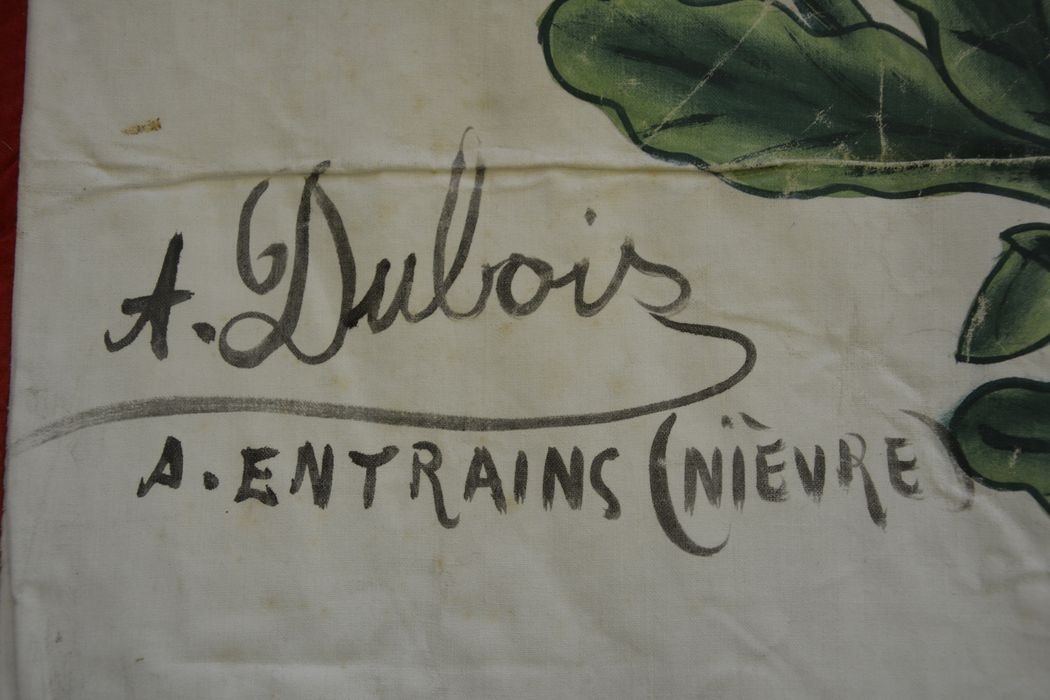 A. Dubois
A. ENTRAINS (NIÈVRE)